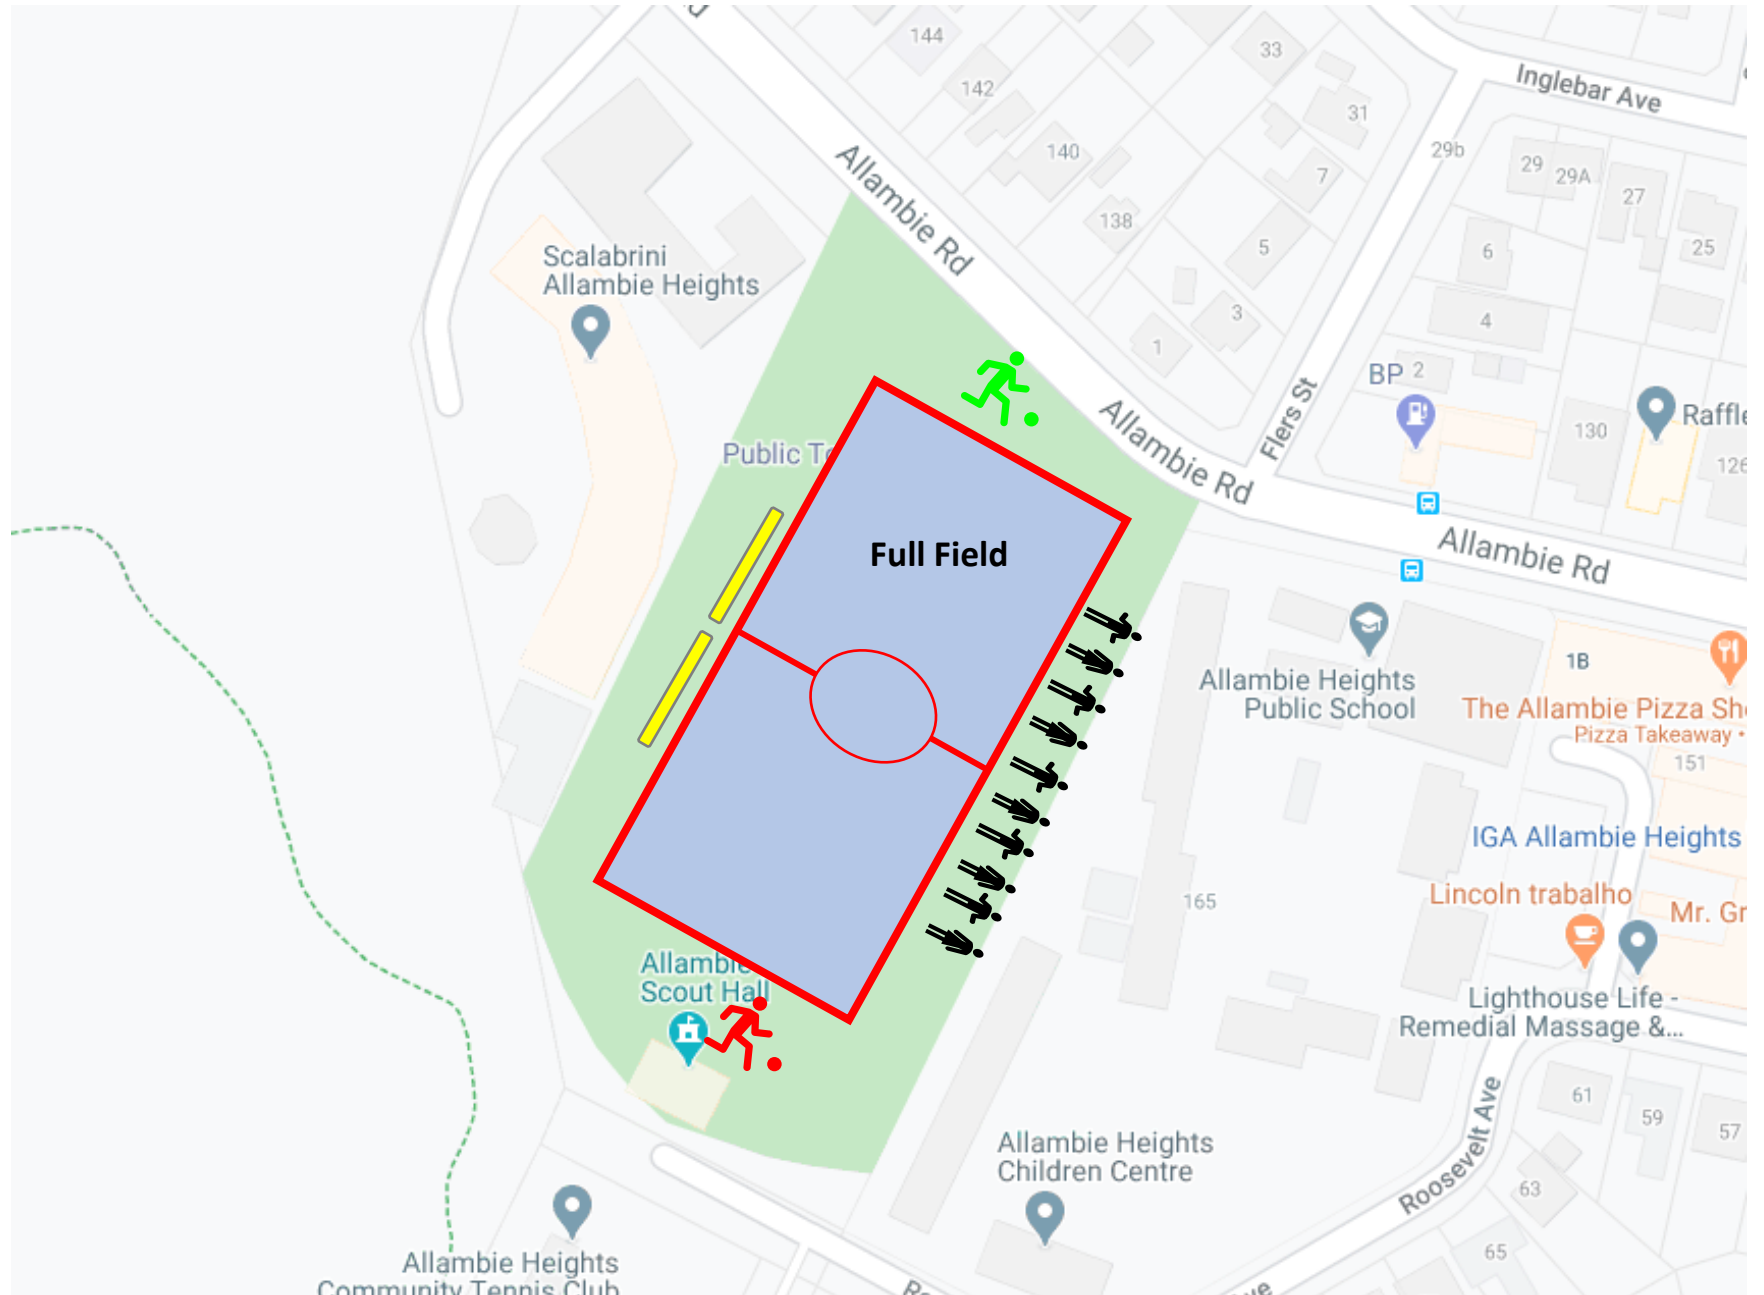 144
142
140
138
33
31
7
5
3
1
Inglebar Ave
29b
29
29A
27
25
6
4
2
BP
Flers St
Allambie Rd
Allambie Rd
Allambie Rd
130
126
Raffle
Scalabrini
Allambie Heights
Public To
Full Field
Allambie Heights
Public School
1B
The Allambie Pizza Sh
Pizza Takeaway •
151
IGA Allambie Heights
Lincoln trabalho
Mr. Gr
165
Lighthouse Life -
Remedial Massage &...
Allambie
Scout Hall
Allambie Heights
Children Centre
Roosevelt Ave
61
59
57
63
65
Allambie Heights
Community Tennis Club